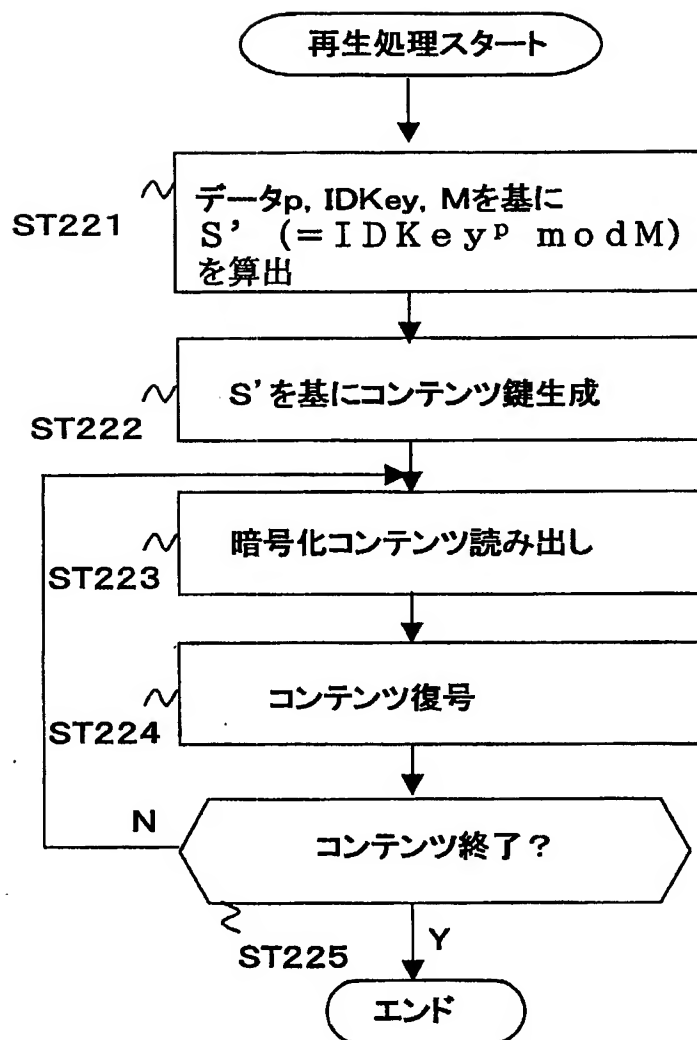 再生処理スタート
データp, IDKey, Mを基に
S' (=IDKeyᵖ modM)
を算出
ST221
S'を基にコンテンツ鍵生成
ST222
暗号化コンテンツ読み出し
ST223
コンテンツ復号
ST224
N
コンテンツ終了?
ST225
Y
エンド